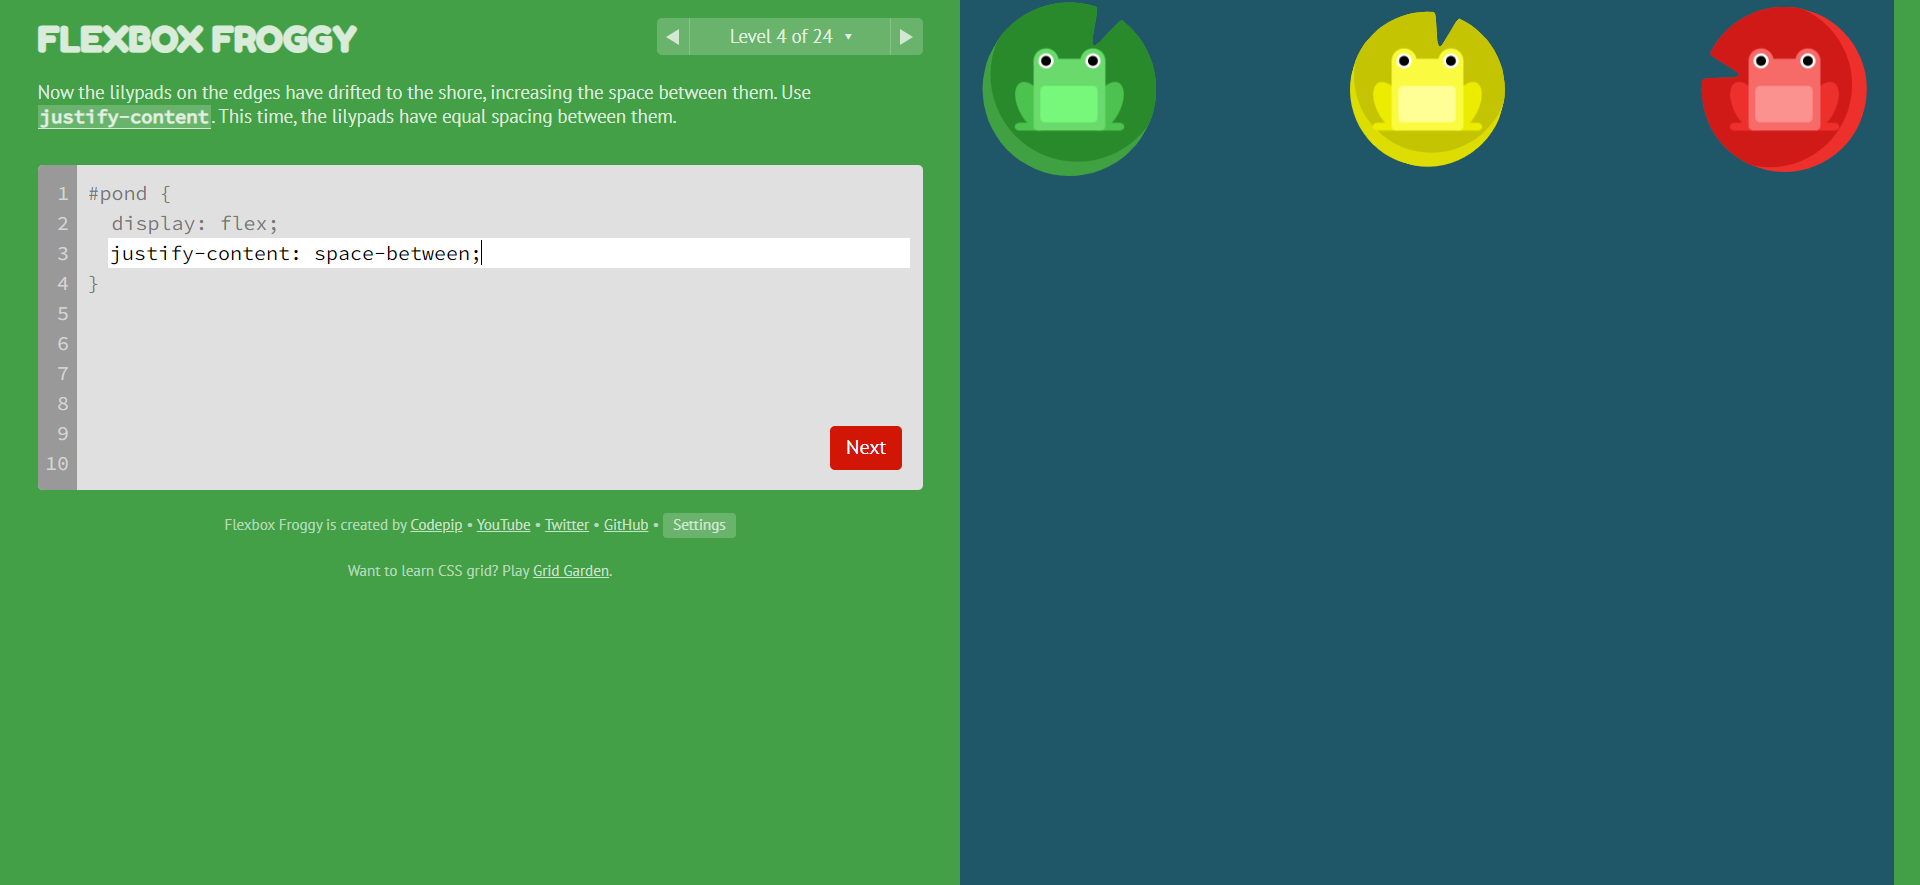 FLEXBOX FROGGY
Level 4 of 24
Now the lilypads on the edges have drifted to the shore, increasing the space between them. Use
justify-content. This time, the lilypads have equal spacing between them.
1 #pond {
2 display: flex;
3 justify-content: space-between;
4 }
5
6
7
8
9
10
Next
Flexbox Froggy is created by Codepip • YouTube • Twitter • GitHub • Settings
Want to learn CSS grid? Play Grid Garden.